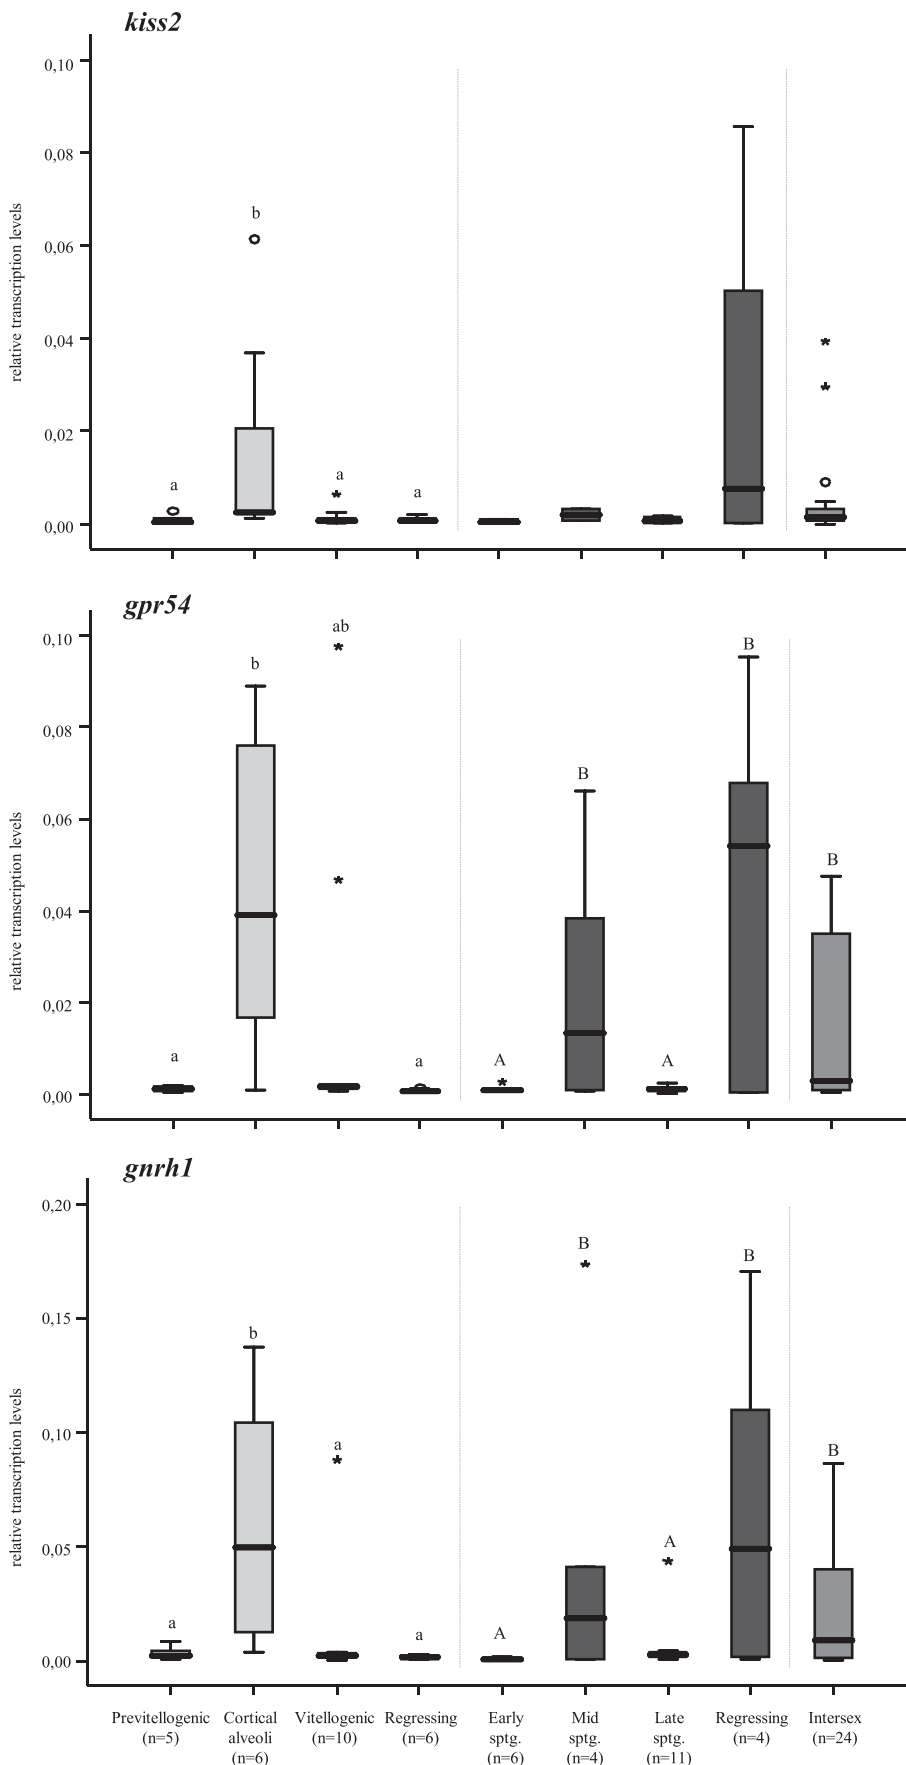 kiss2
0,10
0,08
0,06
0,04
0,02
0,00
relative transcription levels
a
b
a
a
gpr54
0,10
0,08
0,06
0,04
0,02
0,00
relative transcription levels
a
b
ab
a
A
B
A
B
B
gnrh1
0,20
0,15
0,10
0,05
0,00
relative transcription levels
a
b
a
a
A
B
A
B
B
Previtellogenic
(n=5)
Cortical
alveoli
(n=6)
Vitellogenic
(n=10)
Regressing
(n=6)
Early
sptg.
(n=6)
Mid
sptg.
(n=4)
Late
sptg.
(n=11)
Regressing
(n=4)
Intersex
(n=24)